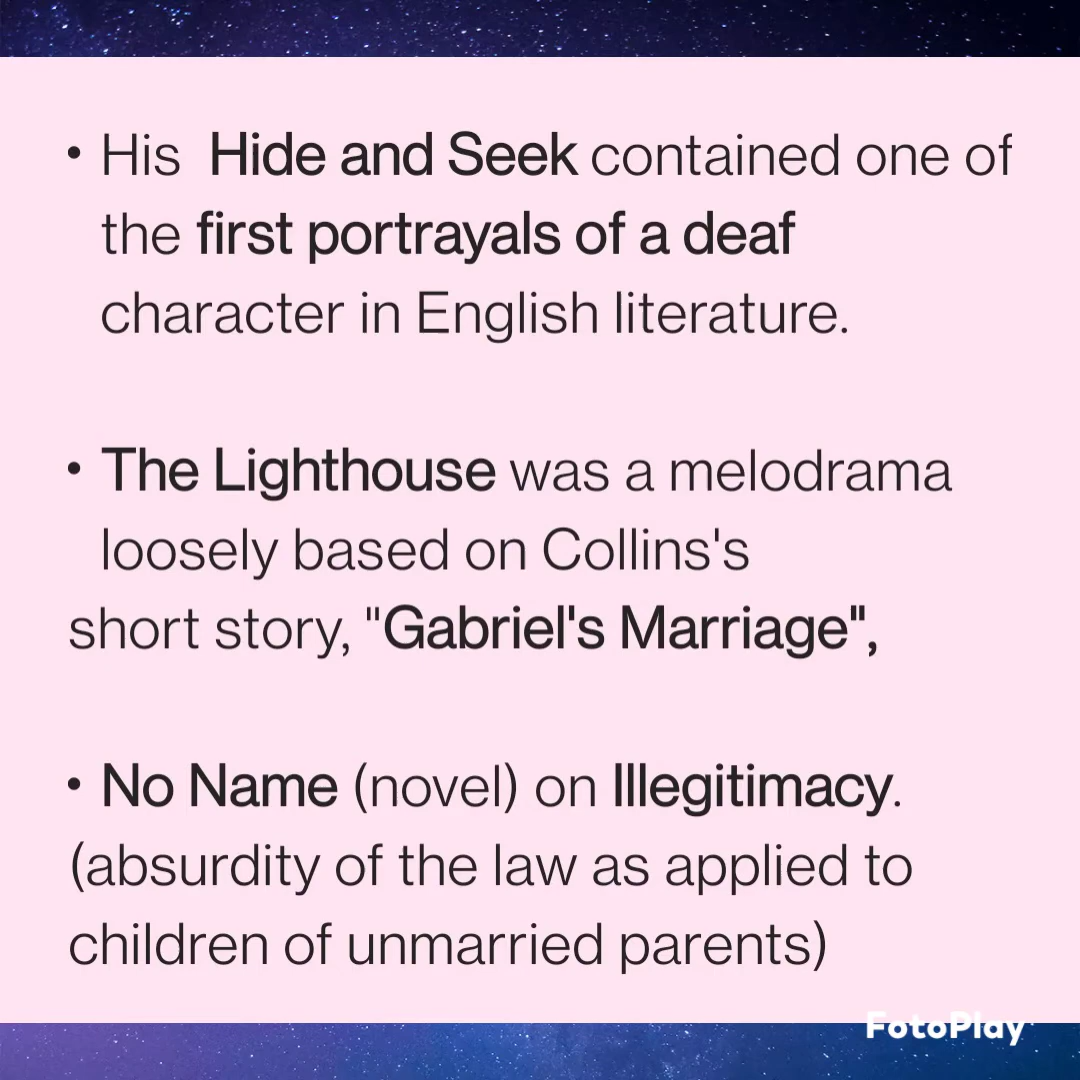 • His  Hide and Seek contained one of
the first portrayals of a deaf
character in English literature.
• The Lighthouse was a melodrama
loosely based on Collins's
short story, "Gabriel's Marriage",
• No Name (novel) on Illegitimacy.
(absurdity of the law as applied to
children of unmarried parents)
FotoPlay